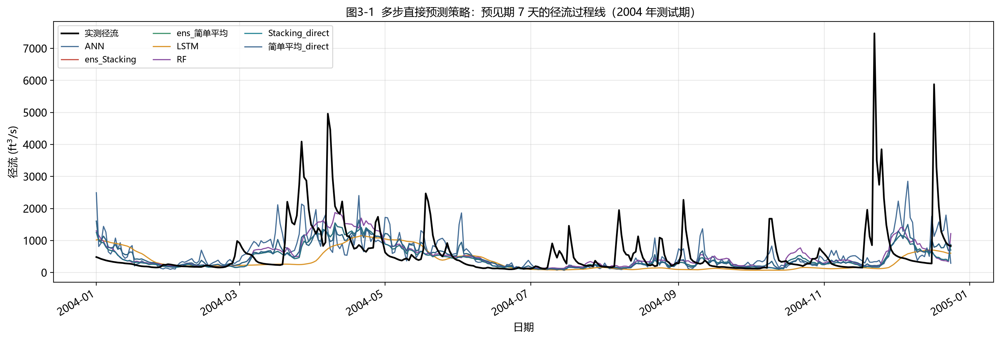 图3-1 多步直接预测策略：预见期 7 天的径流过程线（2004 年测试期）
实测径流
ANN
ens_Stacking
ens_简单平均
LSTM
RF
Stacking_direct
简单平均_direct
径流 (ft³/s)
7000
6000
5000
4000
3000
2000
1000
0
2004-01
2004-03
2004-05
2004-07
2004-09
2004-11
2005-01
日期